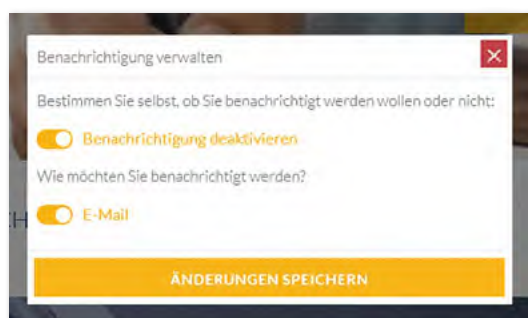 Benachrichtigung verwalten
Bestimmen Sie selbst, ob Sie benachrichtigt werden wollen oder nicht:
Benachrichtigung deaktivieren
Wie möchten Sie benachrichtigt werden?
E-Mail
ÄNDERUNGEN SPEICHERN